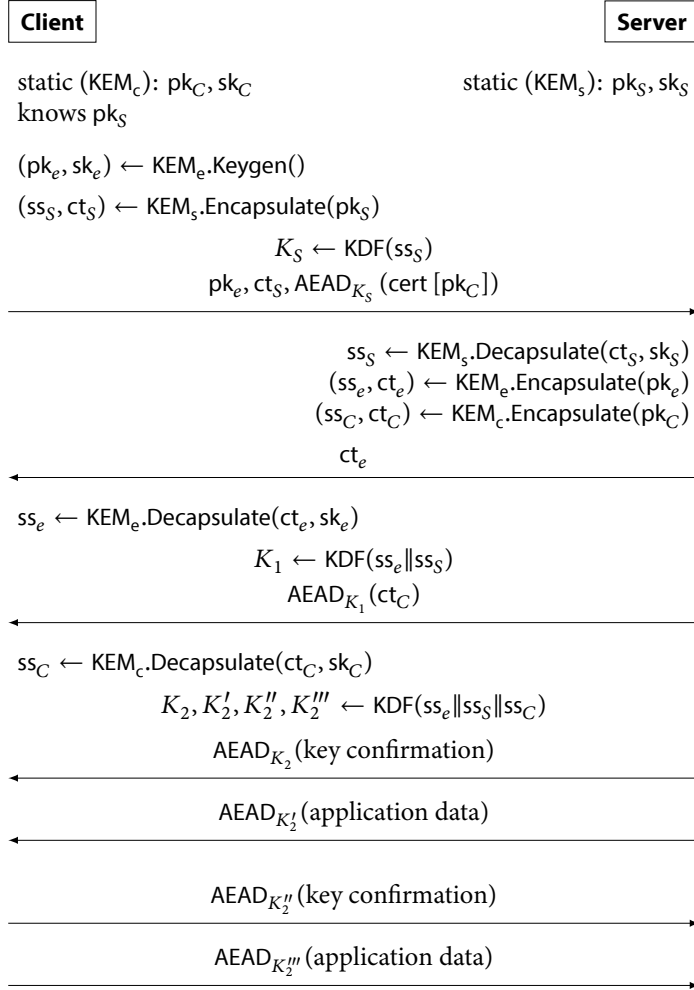 Client Server
static (KEM_c): pk_C, sk_C static (KEM_s): pk_S, sk_S
knows pk_S
(pk_e, sk_e) ← KEM_e.Keygen()
(ss_S, ct_S) ← KEM_s.Encapsulate(pk_S)
K_S ← KDF(ss_S)
pk_e, ct_S, AEAD_{K_S} (cert [pk_C])
ss_S ← KEM_s.Decapsulate(ct_S, sk_S)
(ss_e, ct_e) ← KEM_e.Encapsulate(pk_e)
(ss_C, ct_C) ← KEM_c.Encapsulate(pk_C)
ct_e
ss_e ← KEM_e.Decapsulate(ct_e, sk_e)
K_1 ← KDF(ss_e‖ss_S)
AEAD_{K_1}(ct_C)
ss_C ← KEM_c.Decapsulate(ct_C, sk_C)
K_2, K_2′, K_2″, K_2‴ ← KDF(ss_e‖ss_S‖ss_C)
AEAD_{K_2}(key confirmation)
AEAD_{K_2′}(application data)
AEAD_{K_2″}(key confirmation)
AEAD_{K_2‴}(application data)